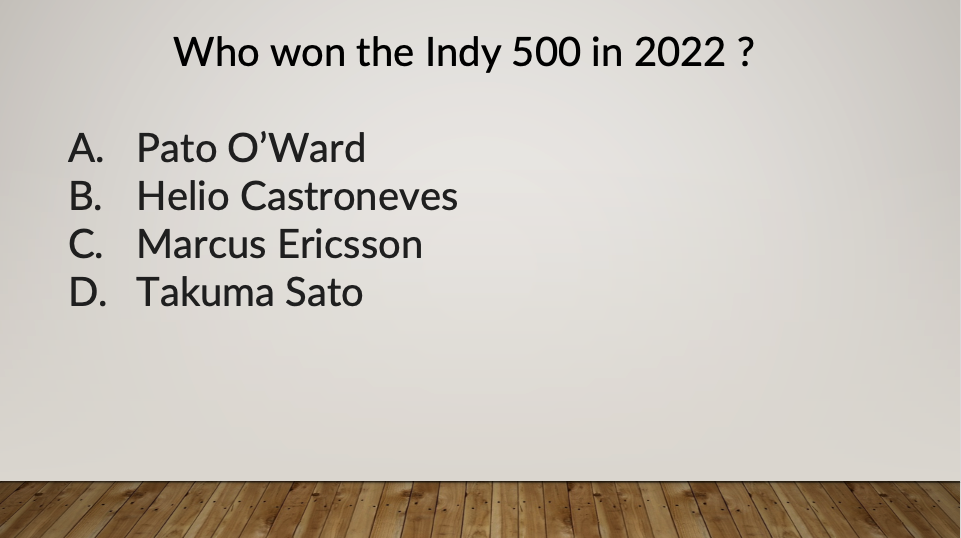 Who won the Indy 500 in 2022 ?
A. Pato O’Ward
B. Helio Castroneves
C. Marcus Ericsson
D. Takuma Sato